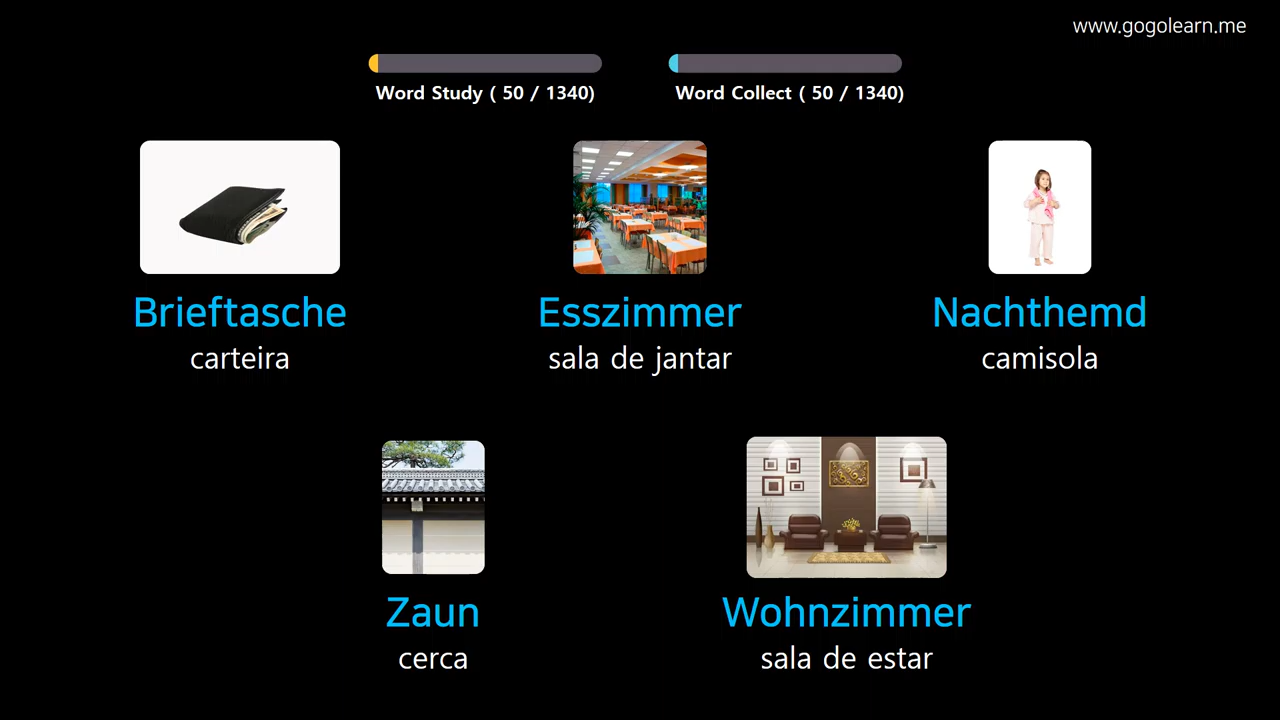 www.gogolearn.me
Word Study ( 50 / 1340)
Word Collect ( 50 / 1340)
Brieftasche
carteira
Esszimmer
sala de jantar
Nachthemd
camisola
Zaun
cerca
Wohnzimmer
sala de estar